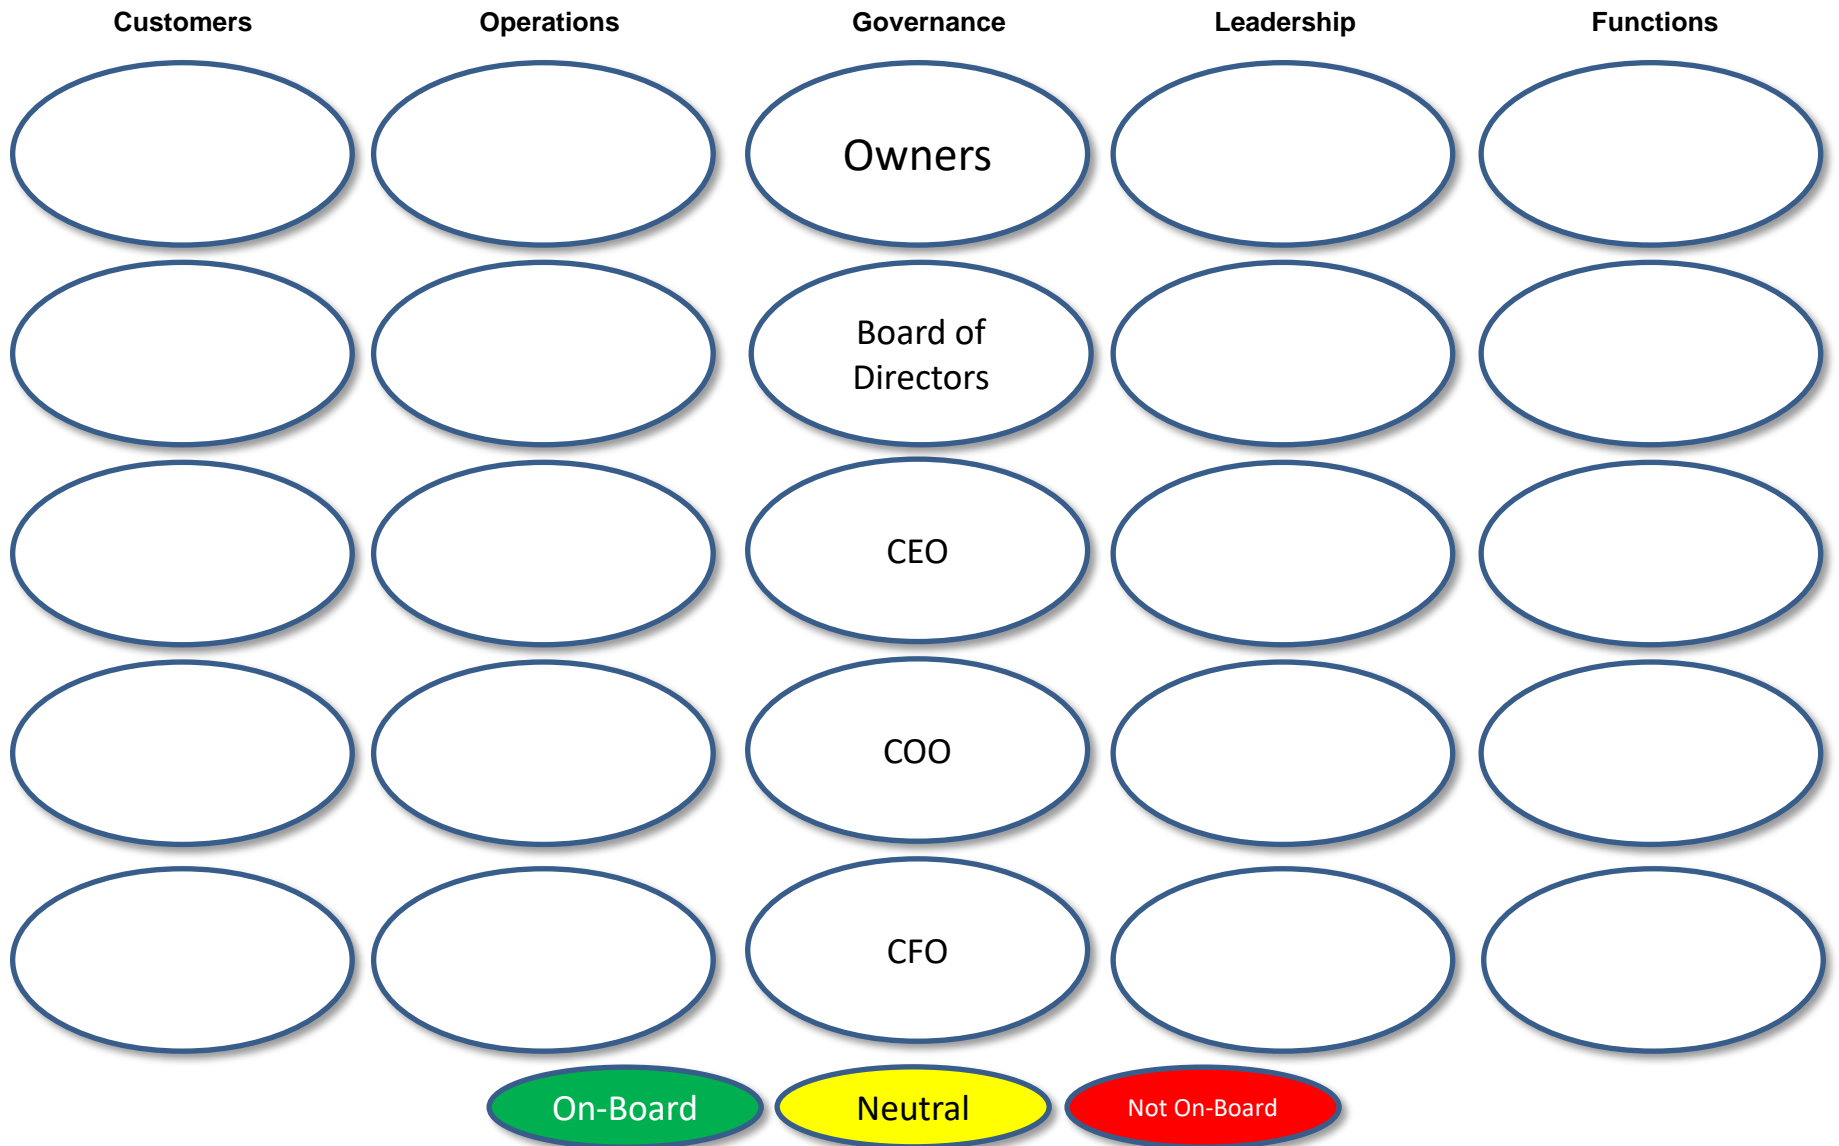 Customers
Operations
Governance
Leadership
Functions
Owners
Board of
Directors
CEO
COO
CFO
On-Board
Neutral
Not On-Board